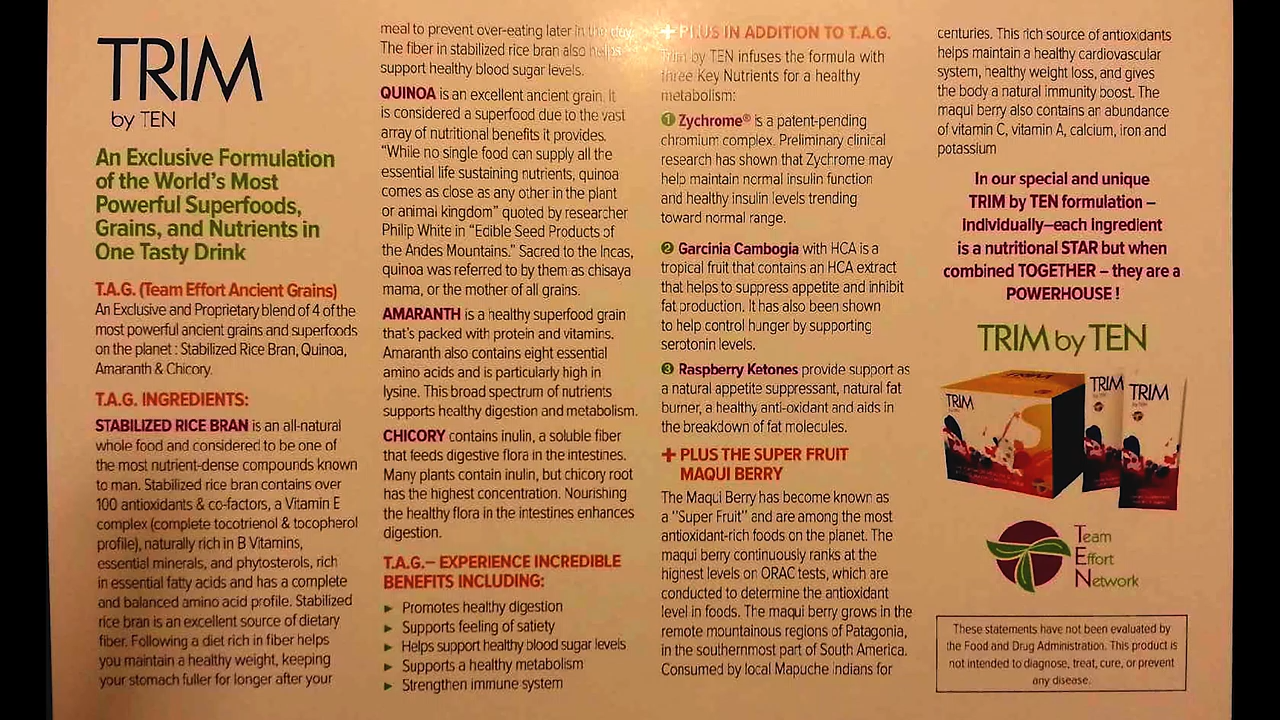 TRIM
by TEN
An Exclusive Formulation
of the World's Most
Powerful Superfoods,
Grains, and Nutrients in
One Tasty Drink
T.A.G. (Team Effort Ancient Grains)
An Exclusive and Proprietary blend of 4 of the
most powerful ancient grains and superfoods
on the planet : Stabilized Rice Bran, Quinoa,
Amaranth & Chicory.
T.A.G. INGREDIENTS:
STABILIZED RICE BRAN is an all-natural
whole food and considered to be one of
the most nutrient-dense compounds known
to man. Stabilized rice bran contains over
100 antioxidants & co-factors, a Vitamin E
complex (complete tocotrienol & tocopherol
profile), naturally rich in B Vitamins,
essential minerals, and phytosterols, rich
in essential fatty acids and has a complete
and balanced amino acid profile. Stabilized
rice bran is an excellent source of dietary
fiber. Following a diet rich in fiber helps
you maintain a healthy weight, keeping
your stomach fuller for longer after your
meal to prevent over-eating later in the day.
The fiber in stabilized rice bran also helps
support healthy blood sugar levels.
QUINOA is an excellent ancient grain. It
is considered a superfood due to the vast
array of nutritional benefits it provides.
"While no single food can supply all the
essential life sustaining nutrients, quinoa
comes as close as any other in the plant
or animal kingdom" quoted by researcher
Philip White in "Edible Seed Products of
the Andes Mountains." Sacred to the Incas,
quinoa was referred to by them as chisaya
mama, or the mother of all grains.
AMARANTH is a healthy superfood grain
that's packed with protein and vitamins.
Amaranth also contains eight essential
amino acids and is particularly high in
lysine. This broad spectrum of nutrients
supports healthy digestion and metabolism.
CHICORY contains inulin, a soluble fiber
that feeds digestive flora in the intestines.
Many plants contain inulin, but chicory root
has the highest concentration. Nourishing
the healthy flora in the intestines enhances
digestion.
T.A.G.– EXPERIENCE INCREDIBLE
BENEFITS INCLUDING:
► Promotes healthy digestion
► Supports feeling of satiety
► Helps support healthy blood sugar levels
► Supports a healthy metabolism
► Strengthen immune system
+ PLUS IN ADDITION TO T.A.G.
Trim by TEN infuses the formula with
three Key Nutrients for a healthy
metabolism:
1 Zychrome® is a patent-pending
chromium complex. Preliminary clinical
research has shown that Zychrome may
help maintain normal insulin function
and healthy insulin levels trending
toward normal range.
2 Garcinia Cambogia with HCA is a
tropical fruit that contains an HCA extract
that helps to suppress appetite and inhibit
fat production. It has also been shown
to help control hunger by supporting
serotonin levels.
3 Raspberry Ketones provide support as
a natural appetite suppressant, natural fat
burner, a healthy anti-oxidant and aids in
the breakdown of fat molecules.
+ PLUS THE SUPER FRUIT
MAQUI BERRY
The Maqui Berry has become known as
a "Super Fruit" and are among the most
antioxidant-rich foods on the planet. The
maqui berry continuously ranks at the
highest levels on ORAC tests, which are
conducted to determine the antioxidant
level in foods. The maqui berry grows in the
remote mountainous regions of Patagonia,
in the southernmost part of South America.
Consumed by local Mapuche Indians for
centuries. This rich source of antioxidants
helps maintain a healthy cardiovascular
system, healthy weight loss, and gives
the body a natural immunity boost. The
maqui berry also contains an abundance
of vitamin C, vitamin A, calcium, iron and
potassium
In our special and unique
TRIM by TEN formulation –
individually–each ingredient
is a nutritional STAR but when
combined TOGETHER – they are a
POWERHOUSE !
TRIM by TEN
TRIM
TRIM
TRIM
by TEN
TRIM
by TEN
Team
Effort
Network
These statements have not been evaluated by
the Food and Drug Administration. This product is
not intended to diagnose, treat, cure, or prevent
any disease.